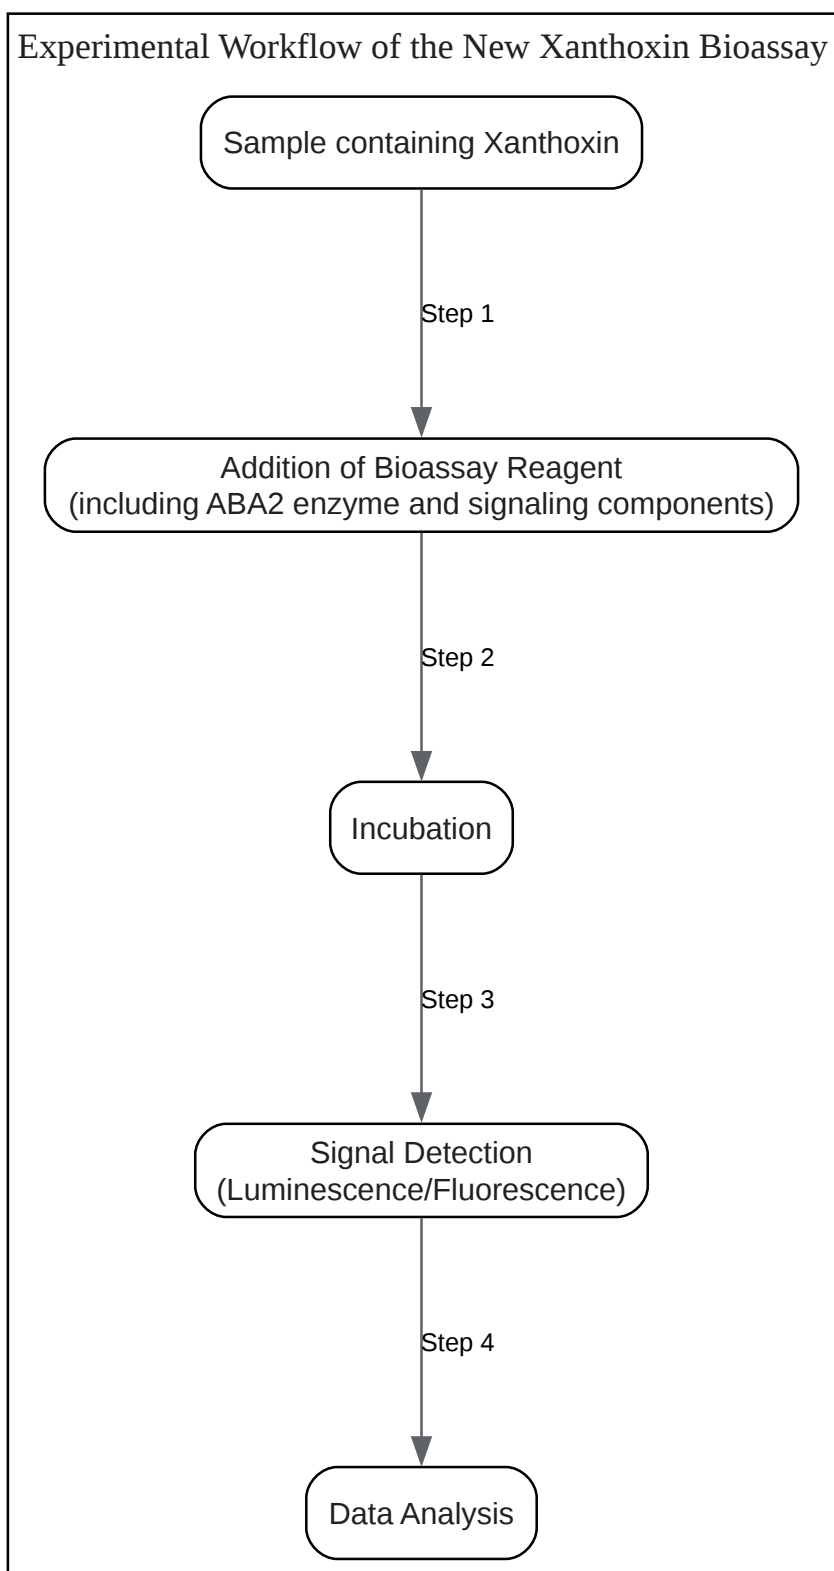 Experimental Workflow of the New Xanthoxin Bioassay
Sample containing Xanthoxin
Step 1
Addition of Bioassay Reagent
(including ABA2 enzyme and signaling components)
Step 2
Incubation
Step 3
Signal Detection
(Luminescence/Fluorescence)
Step 4
Data Analysis